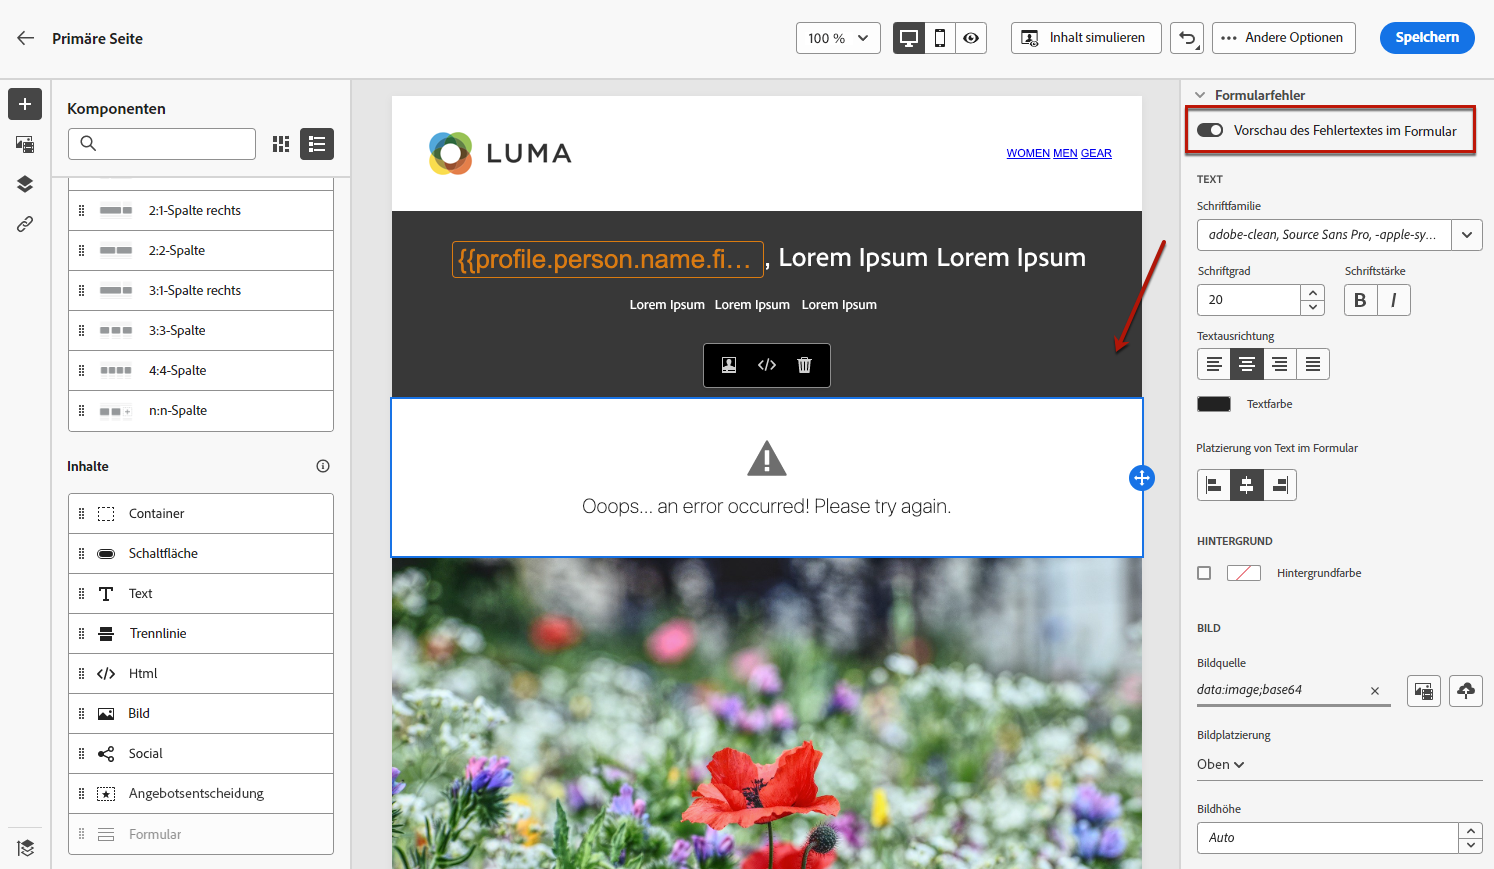 Primäre Seite
100 %
Inhalt simulieren
Andere Optionen
Speichern
Komponenten
2:1-Spalte rechts
2:2-Spalte
3:1-Spalte rechts
3:3-Spalte
4:4-Spalte
n:n-Spalte
Inhalte
Container
Schaltfläche
Text
Trennlinie
Html
Bild
Social
Angebotsentscheidung
Formular
LUMA
WOMEN MEN GEAR
{{profile.person.name.fi... , Lorem Ipsum Lorem Ipsum
Lorem Ipsum Lorem Ipsum Lorem Ipsum
Ooops... an error occurred! Please try again.
Formularfehler
Vorschau des Fehlertextes im Formular
TEXT
Schriftfamilie
adobe-clean, Source Sans Pro, -apple-sy...
Schriftgrad Schriftstärke
20 B I
Textausrichtung
Textfarbe
Platzierung von Text im Formular
HINTERGRUND
Hintergrundfarbe
BILD
Bildquelle
data:image;base64
Bildplatzierung
Oben
Bildhöhe
Auto